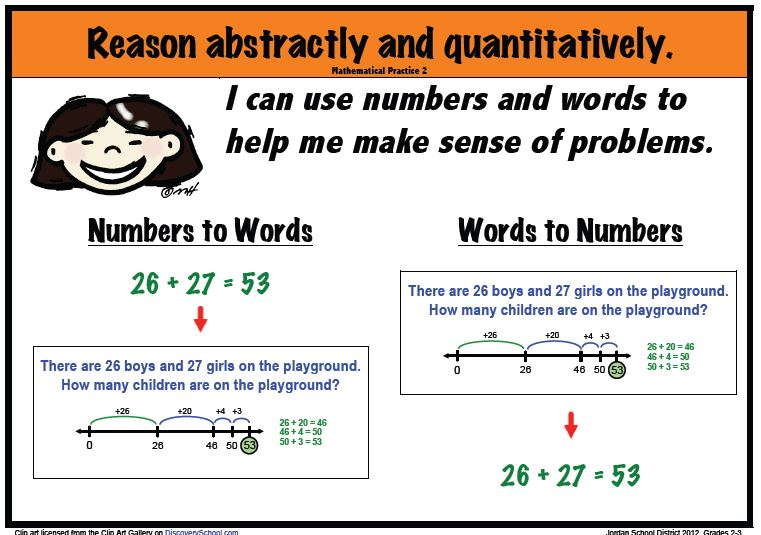 Reason abstractly and quantitatively.
Mathematical Practice 2
I can use numbers and words to
help me make sense of problems.
©MH
Numbers to Words
26 + 27 = 53
There are 26 boys and 27 girls on the playground.
How many children are on the playground?
+26 +20 +4 +3
0 26 46 50 53
26 + 20 = 46
46 + 4 = 50
50 + 3 = 53
Words to Numbers
There are 26 boys and 27 girls on the playground.
How many children are on the playground?
+26 +20 +4 +3
0 26 46 50 53
26 + 20 = 46
46 + 4 = 50
50 + 3 = 53
26 + 27 = 53
Clip art licensed from the Clip Art Gallery on DiscoverySchool.com
Jordan School District 2012, Grades 2-3